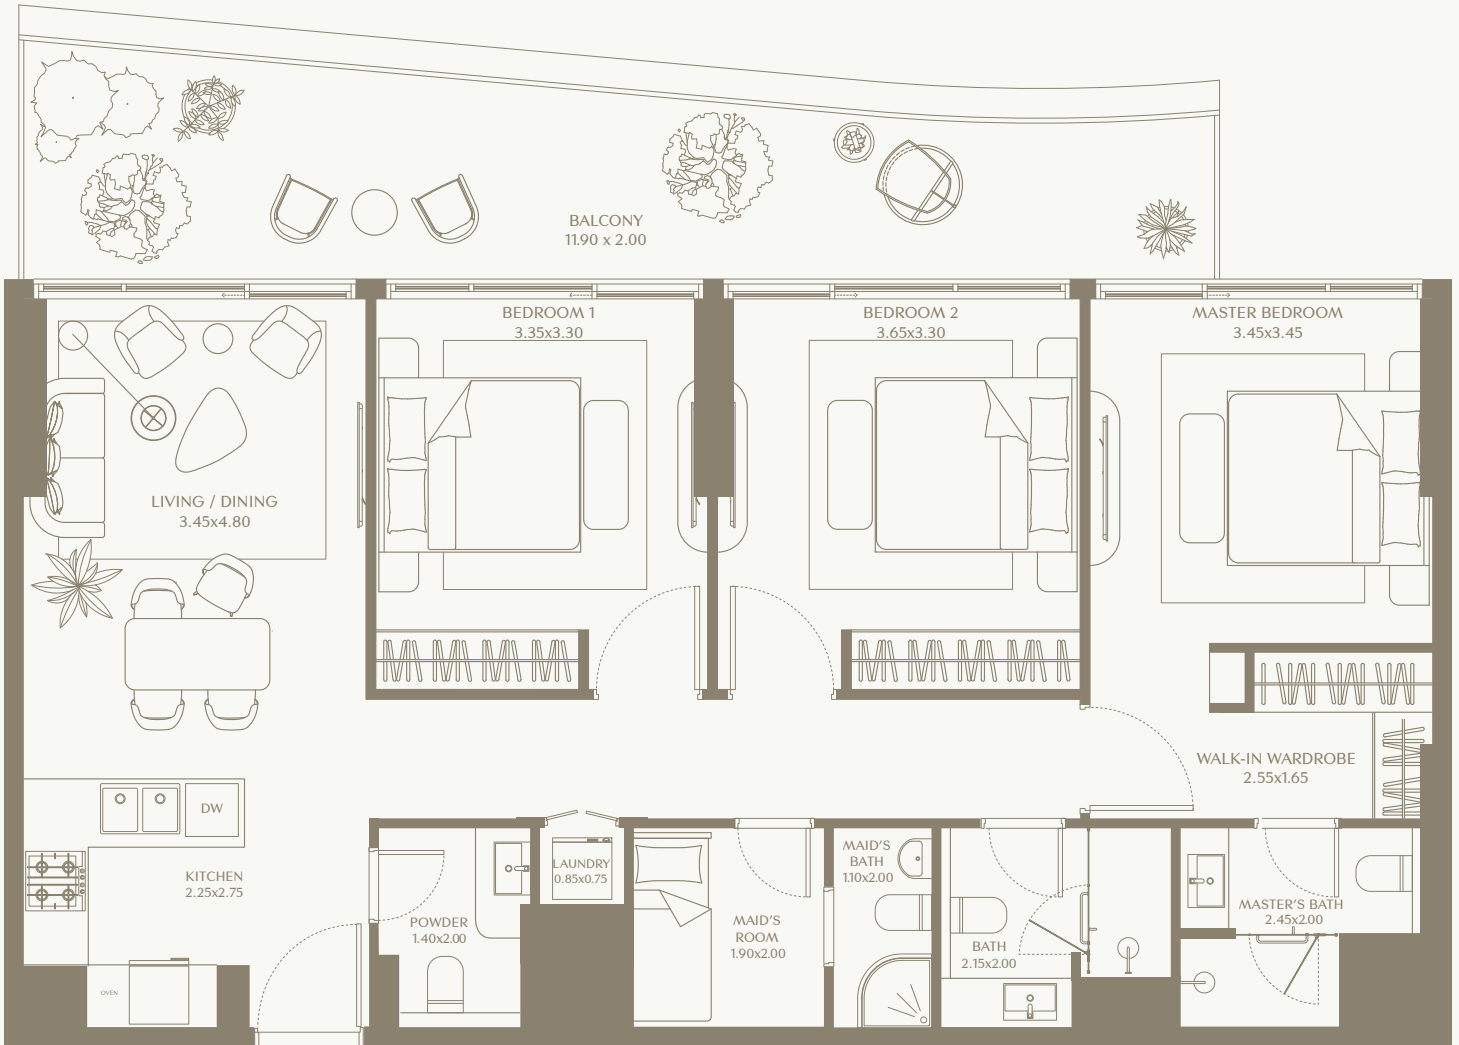 BALCONY
11.90 x 2.00
BEDROOM 1
3.35x3.30
BEDROOM 2
3.65x3.30
MASTER BEDROOM
3.45x3.45
LIVING / DINING
3.45x4.80
WALK-IN WARDROBE
2.55x1.65
DW
KITCHEN
2.25x2.75
OVEN
POWDER
1.40x2.00
LAUNDRY
0.85x0.75
MAID'S
ROOM
1.90x2.00
MAID'S
BATH
1.10x2.00
BATH
2.15x2.00
MASTER'S BATH
2.45x2.00